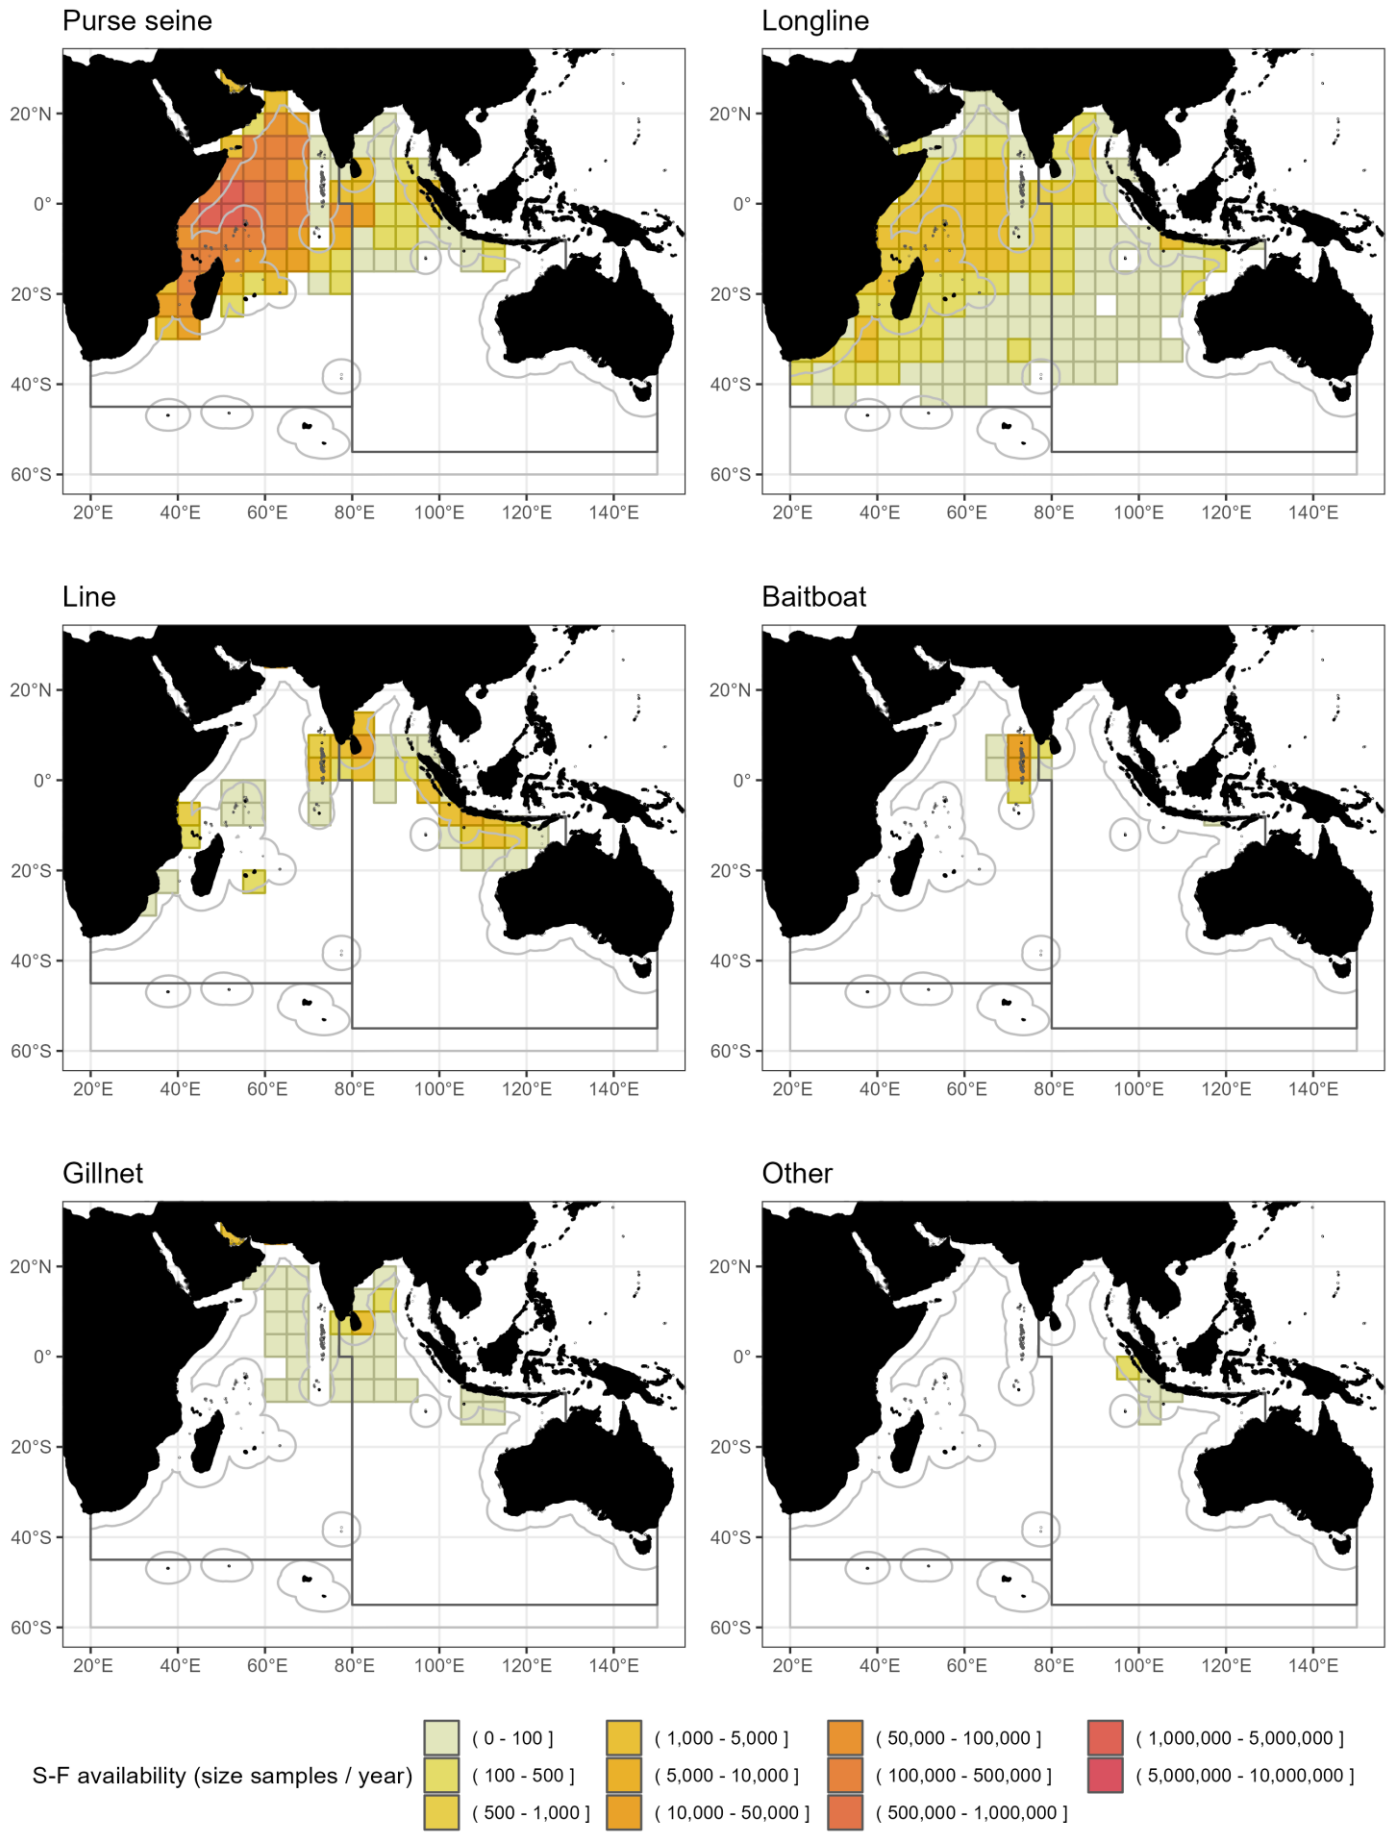 Purse seine
Longline
20°N
0°
20°S
40°S
60°S
20°E 40°E 60°E 80°E 100°E 120°E 140°E
20°N
0°
20°S
40°S
60°S
20°E 40°E 60°E 80°E 100°E 120°E 140°E
Line
Baitboat
20°N
0°
20°S
40°S
60°S
20°E 40°E 60°E 80°E 100°E 120°E 140°E
20°N
0°
20°S
40°S
60°S
20°E 40°E 60°E 80°E 100°E 120°E 140°E
Gillnet
Other
20°N
0°
20°S
40°S
60°S
20°E 40°E 60°E 80°E 100°E 120°E 140°E
20°N
0°
20°S
40°S
60°S
20°E 40°E 60°E 80°E 100°E 120°E 140°E
S-F availability (size samples / year)
( 0 - 100 ]
( 100 - 500 ]
( 500 - 1,000 ]
( 1,000 - 5,000 ]
( 5,000 - 10,000 ]
( 10,000 - 50,000 ]
( 50,000 - 100,000 ]
( 100,000 - 500,000 ]
( 500,000 - 1,000,000 ]
( 1,000,000 - 5,000,000 ]
( 5,000,000 - 10,000,000 ]